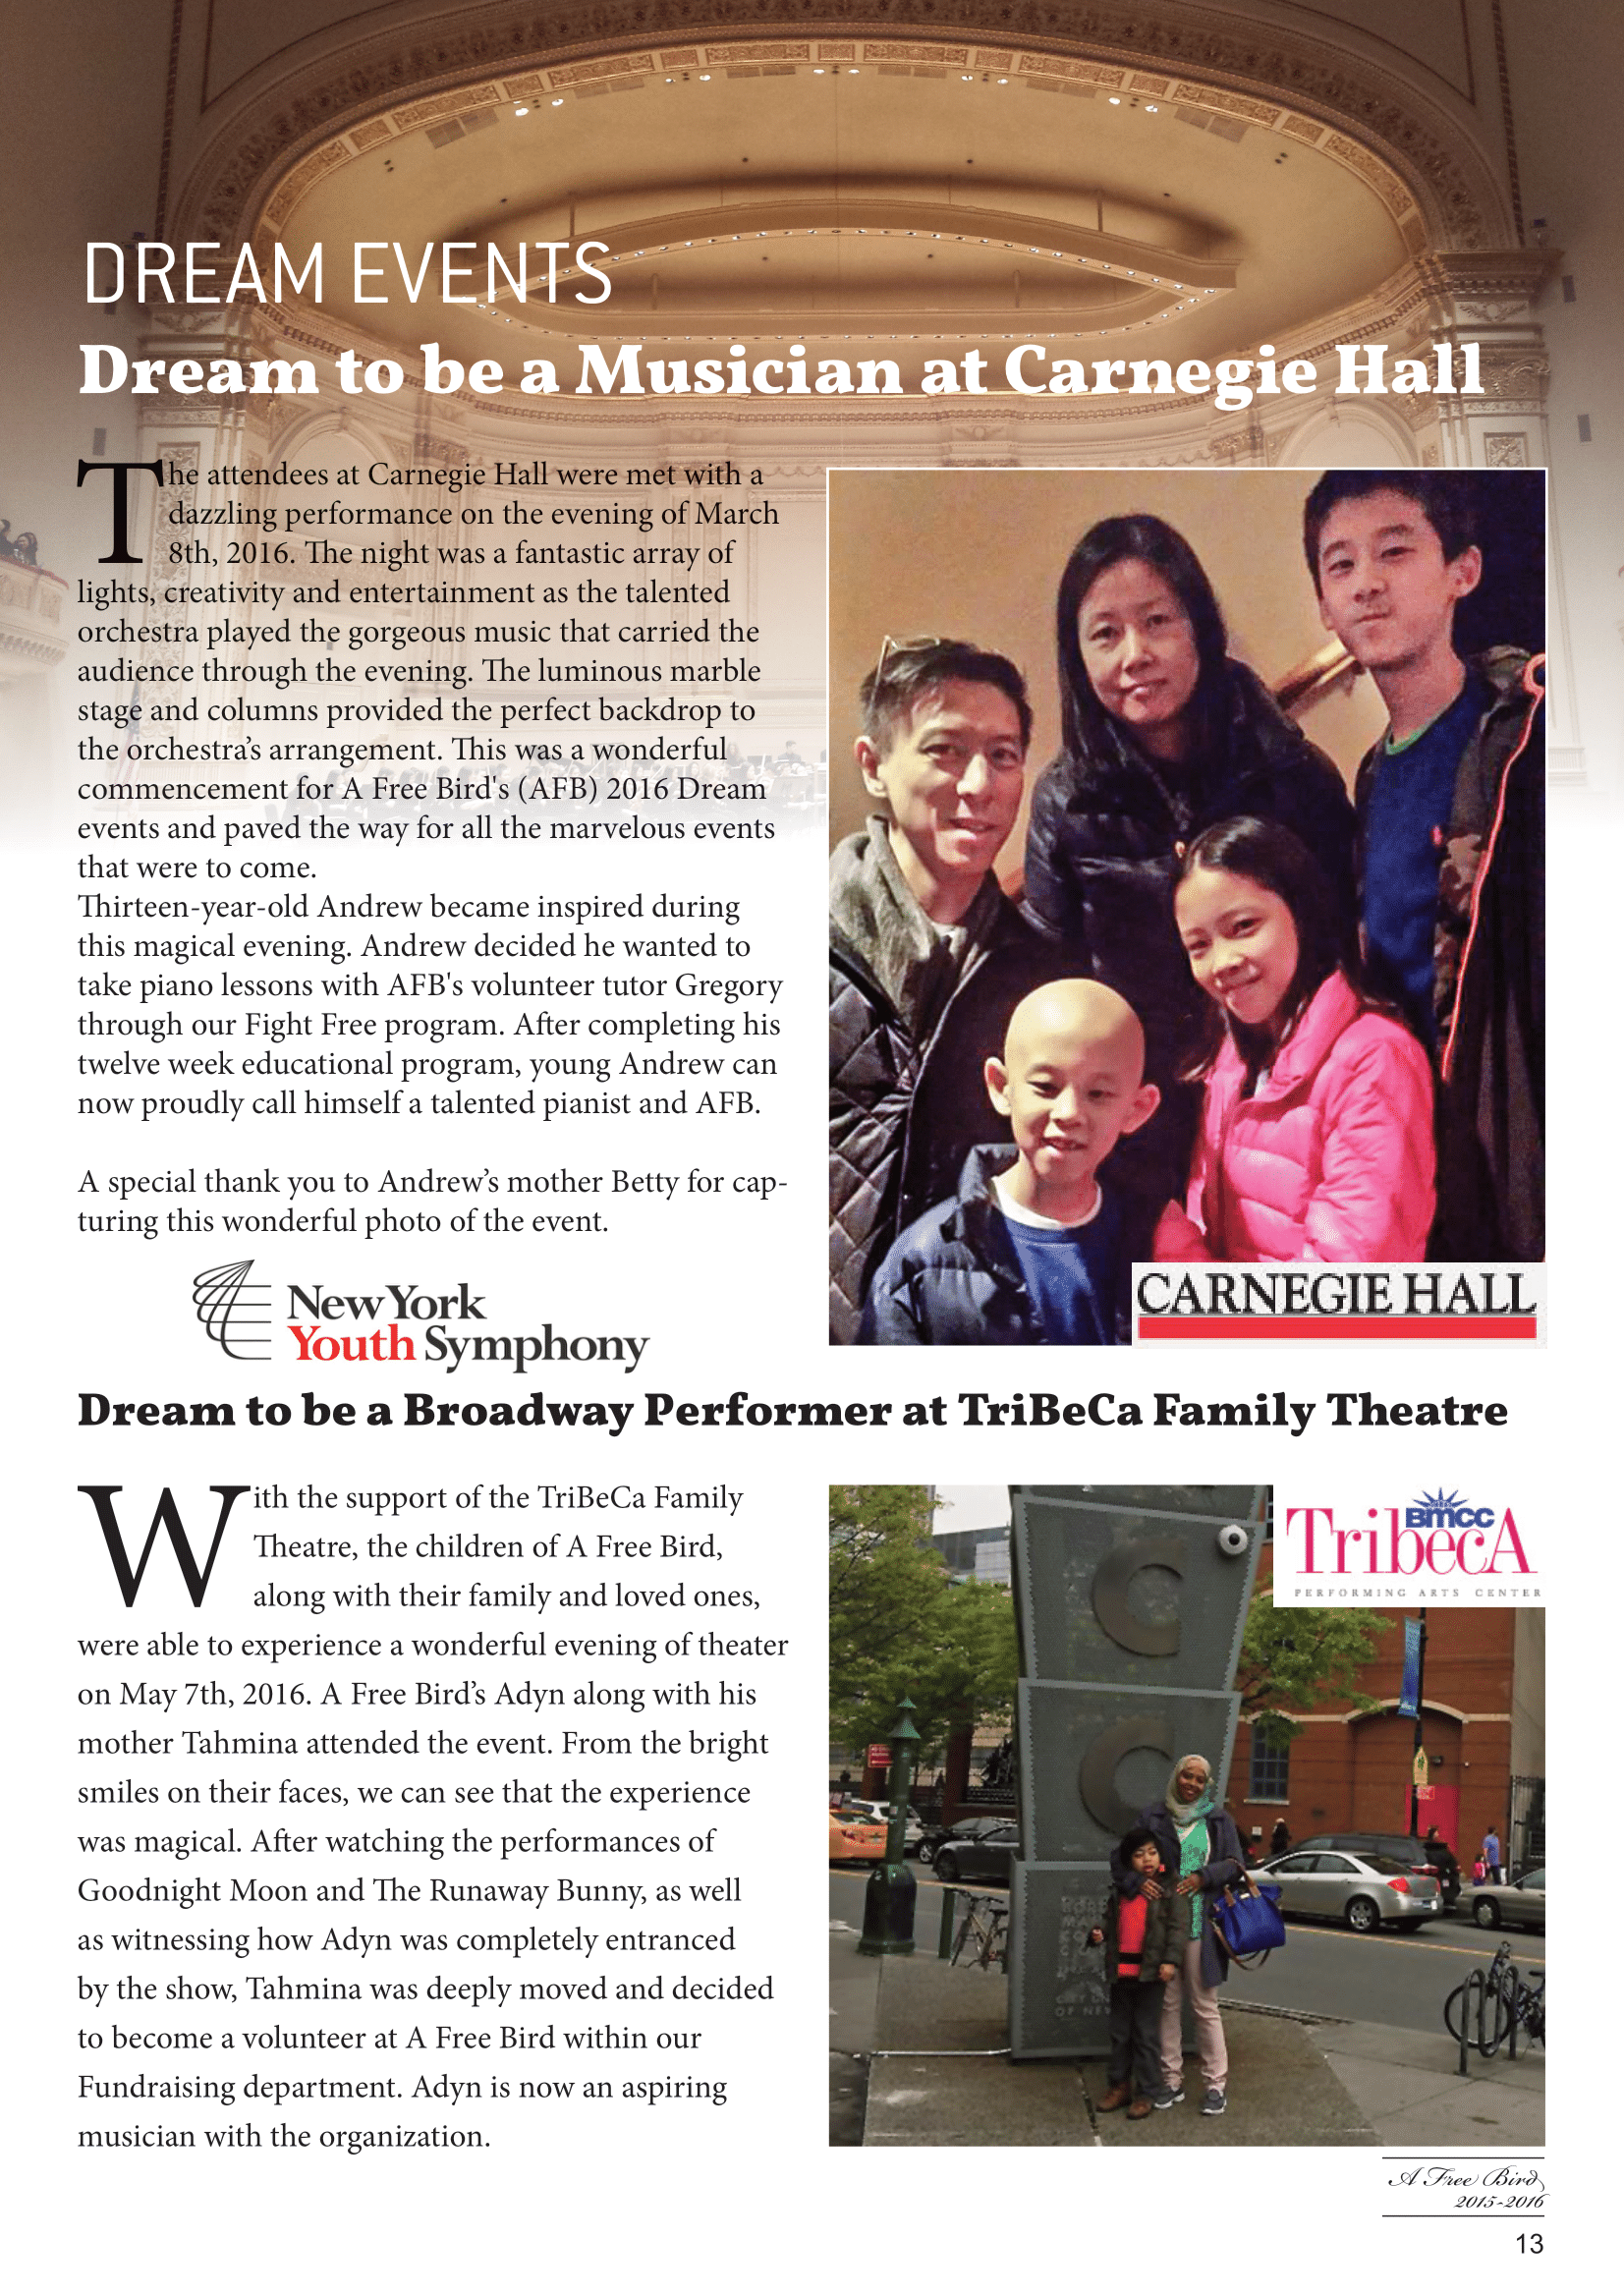 DREAM EVENTS
Dream to be a Musician at Carnegie Hall
The attendees at Carnegie Hall were met with a
dazzling performance on the evening of March
8th, 2016. The night was a fantastic array of
lights, creativity and entertainment as the talented
orchestra played the gorgeous music that carried the
audience through the evening. The luminous marble
stage and columns provided the perfect backdrop to
the orchestra’s arrangement. This was a wonderful
commencement for A Free Bird's (AFB) 2016 Dream
events and paved the way for all the marvelous events
that were to come.
Thirteen-year-old Andrew became inspired during
this magical evening. Andrew decided he wanted to
take piano lessons with AFB's volunteer tutor Gregory
through our Fight Free program. After completing his
twelve week educational program, young Andrew can
now proudly call himself a talented pianist and AFB.
A special thank you to Andrew’s mother Betty for cap-
turing this wonderful photo of the event.
New York
Youth Symphony
CARNEGIE HALL
Dream to be a Broadway Performer at TriBeCa Family Theatre
With the support of the TriBeCa Family
Theatre, the children of A Free Bird,
along with their family and loved ones,
were able to experience a wonderful evening of theater
on May 7th, 2016. A Free Bird’s Adyn along with his
mother Tahmina attended the event. From the bright
smiles on their faces, we can see that the experience
was magical. After watching the performances of
Goodnight Moon and The Runaway Bunny, as well
as witnessing how Adyn was completely entranced
by the show, Tahmina was deeply moved and decided
to become a volunteer at A Free Bird within our
Fundraising department. Adyn is now an aspiring
musician with the organization.
BMCC
TribecA
PERFORMING ARTS CENTER
C
C
OF NEW
A Free Bird
2015-2016
13